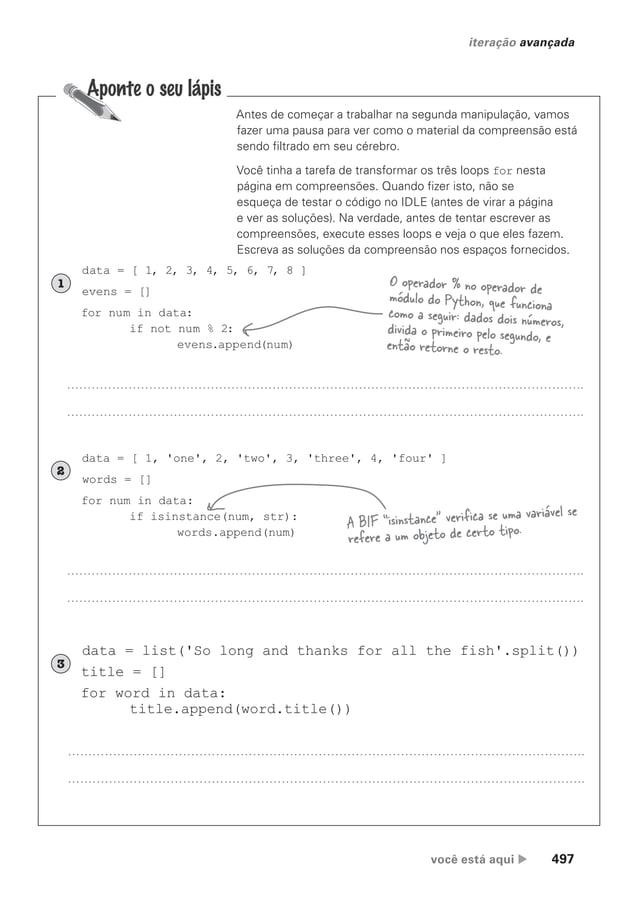 iteração avançada
Aponte o seu lápis
Antes de começar a trabalhar na segunda manipulação, vamos
fazer uma pausa para ver como o material da compreensão está
sendo filtrado em seu cérebro.
Você tinha a tarefa de transformar os três loops for nesta
página em compreensões. Quando fizer isto, não se
esqueça de testar o código no IDLE (antes de virar a página
e ver as soluções). Na verdade, antes de tentar escrever as
compreensões, execute esses loops e veja o que eles fazem.
Escreva as soluções da compreensão nos espaços fornecidos.
1
data = [ 1, 2, 3, 4, 5, 6, 7, 8 ]
evens = []
for num in data:
if not num % 2:
evens.append(num)
O operador % no operador de
módulo do Python, que funciona
como a seguir: dados dois números,
divida o primeiro pelo segundo, e
então retorne o resto.
2
data = [ 1, 'one', 2, 'two', 3, 'three', 4, 'four' ]
words = []
for num in data:
if isinstance(num, str):
words.append(num)
A BIF “isinstance” verifica se uma variável se
refere a um objeto de certo tipo.
3
data = list('So long and thanks for all the fish'.split())
title = []
for word in data:
title.append(word.title())
você está aqui ▶ 497